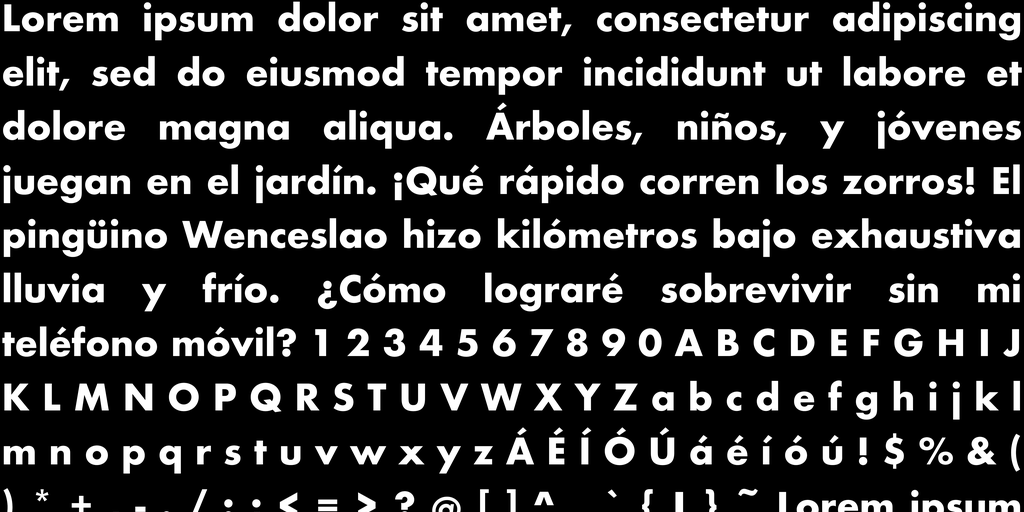 Lorem ipsum dolor sit amet, consectetur adipiscing
elit, sed do eiusmod tempor incididunt ut labore et
dolore magna aliqua. Árboles, niños, y jóvenes
juegan en el jardín. ¡Qué rápido corren los zorros! El
pingüino Wenceslao hizo kilómetros bajo exhaustiva
lluvia y frío. ¿Cómo lograré sobrevivir sin mi
teléfono móvil? 1 2 3 4 5 6 7 8 9 0 A B C D E F G H I J
K L M N O P Q R S T U V W X Y Z a b c d e f g h i j k l
m n o p q r s t u v w x y z Á É Í Ó Ú á é í ó ú ! $ % & (
) * + , - . / : ; < = > ? @ [ ] ^ _ ` { | } ~ Lorem ipsum